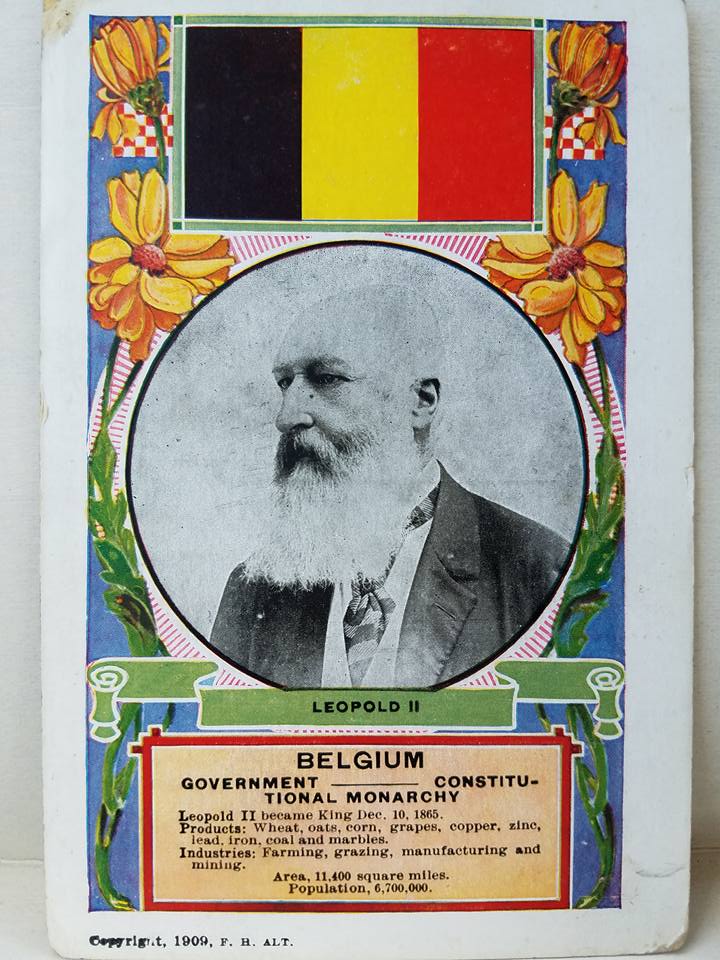 LEOPOLD II
BELGIUM
GOVERNMENT ——— CONSTITU-
TIONAL MONARCHY
Leopold II became King Dec. 10, 1865.
Products: Wheat, oats, corn, grapes, copper, zinc,
lead, iron, coal and marbles.
Industries: Farming, grazing, manufacturing and
mining.
Area, 11,400 square miles.
Population, 6,700,000.
Copyright, 1909, F. H. ALT.